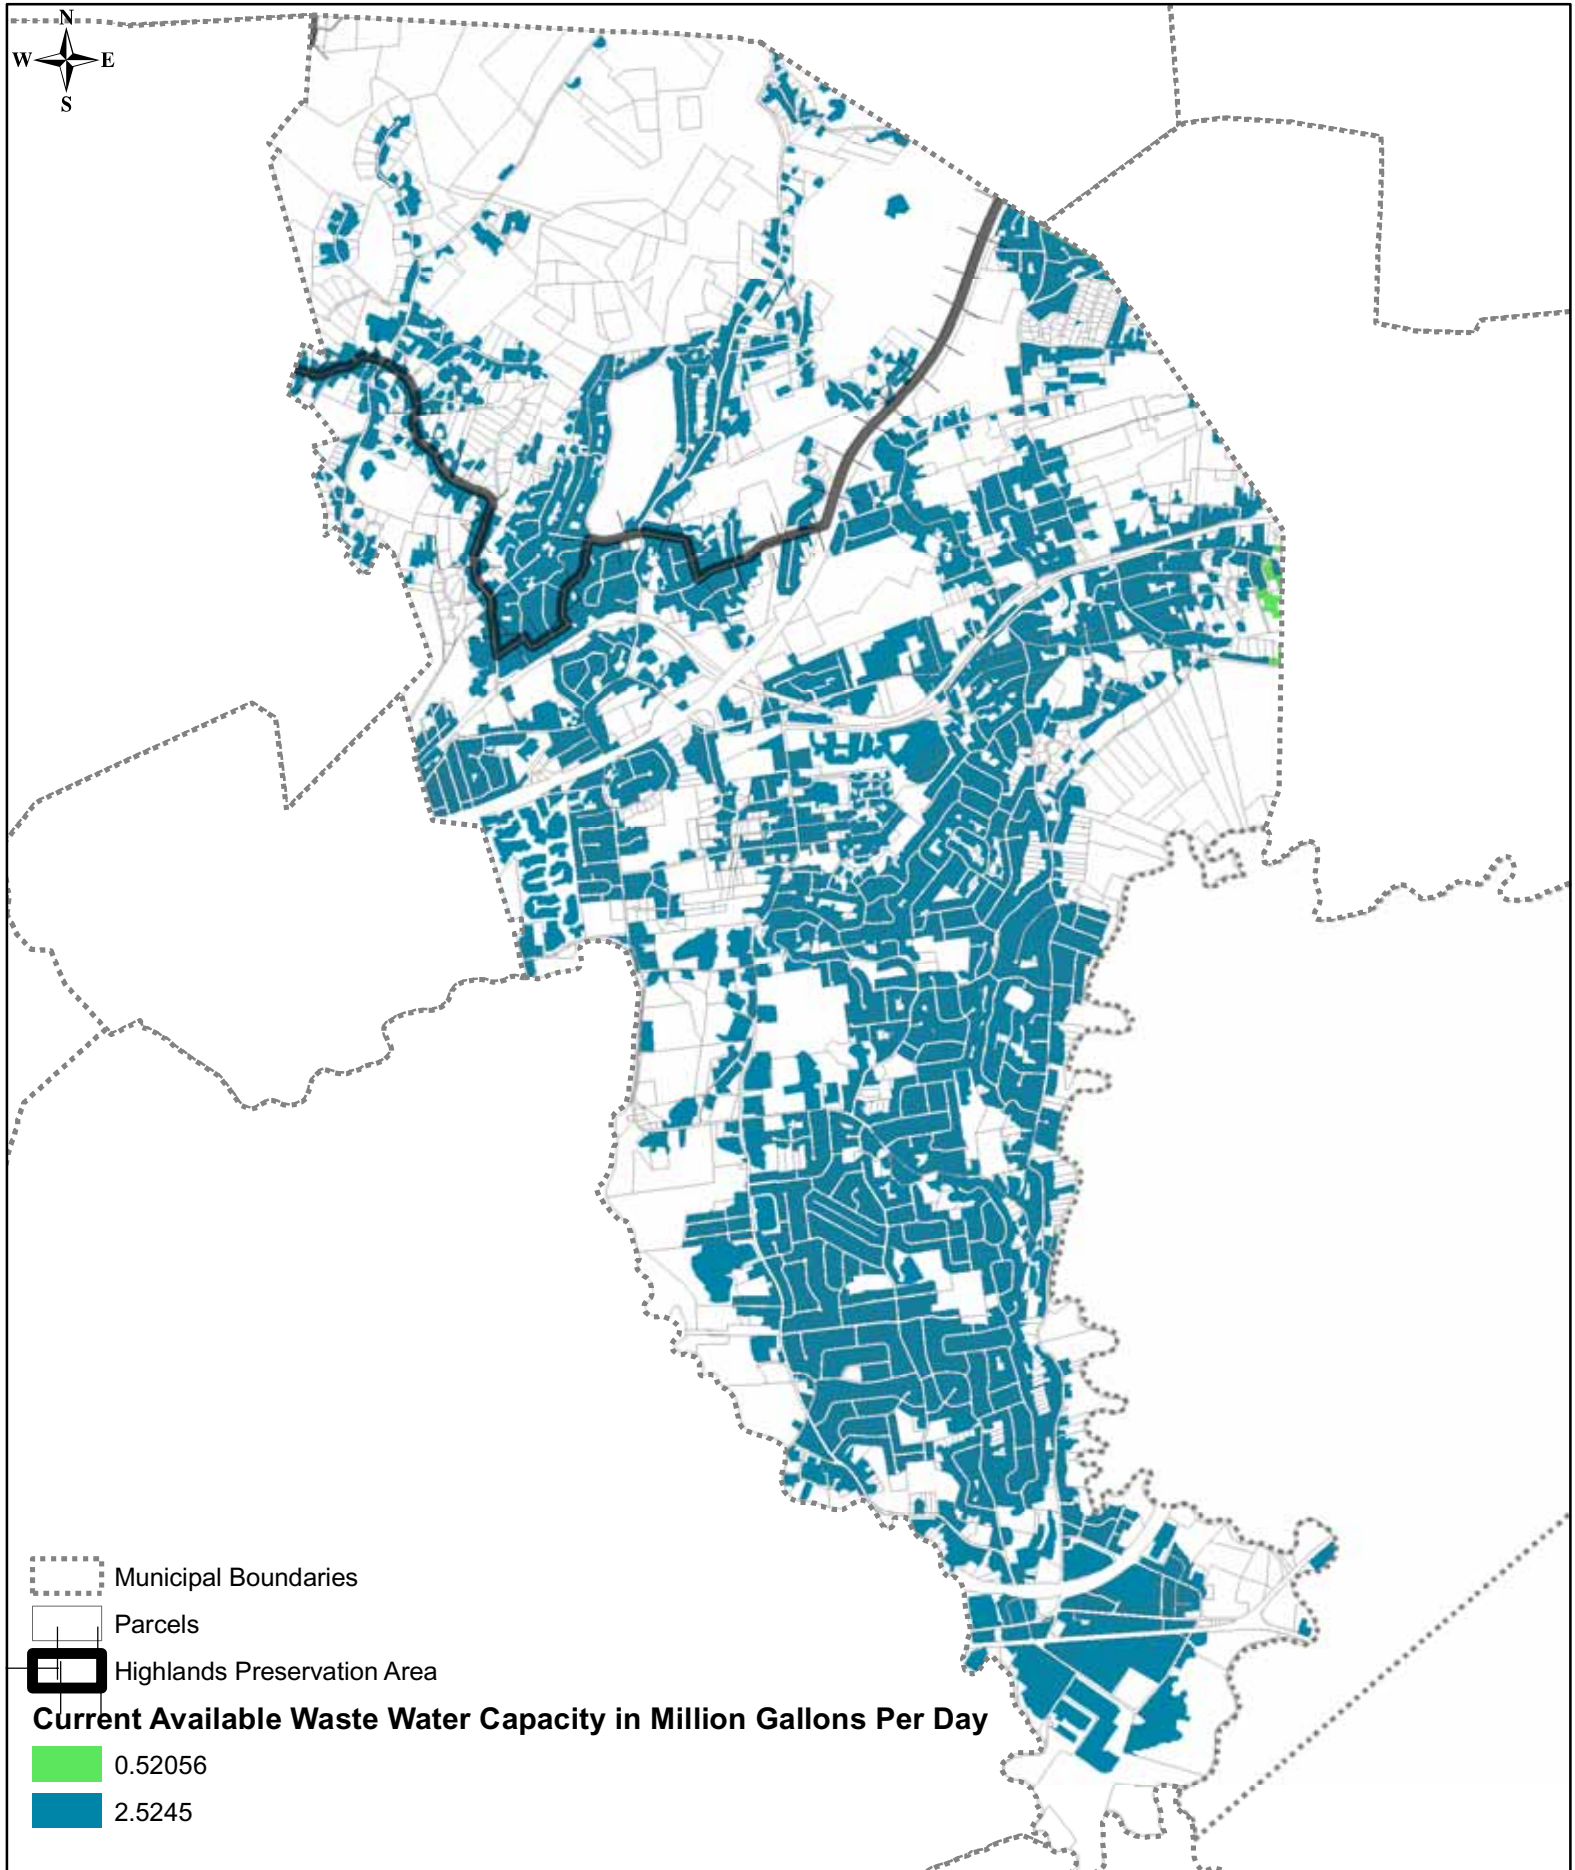 N
W E
S
Municipal Boundaries
Parcels
Highlands Preservation Area
Current Available Waste Water Capacity in Million Gallons Per Day
0.52056
2.5245